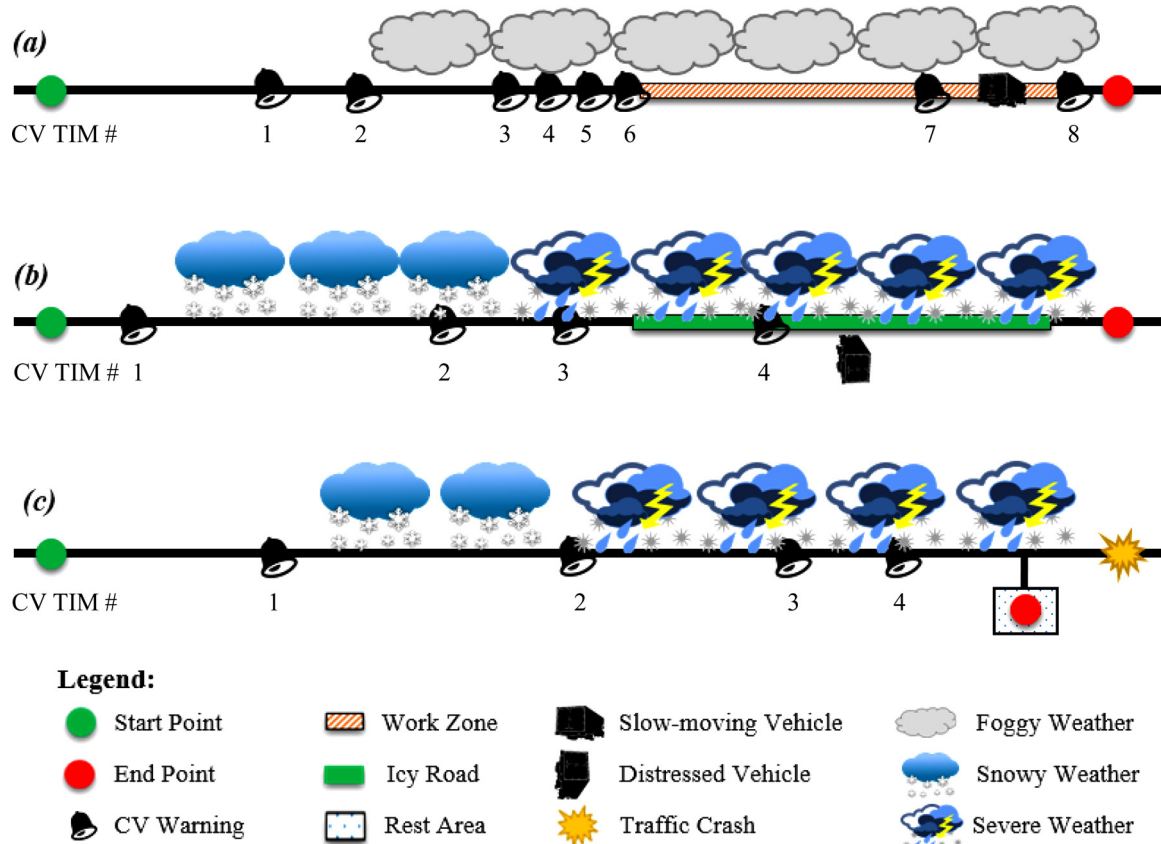 (a)
CV TIM # 1 2 3 4 5 6 7 8
(b)
CV TIM # 1 2 3 4
(c)
CV TIM # 1 2 3 4
Legend:
Start Point Work Zone Slow-moving Vehicle Foggy Weather
End Point Icy Road Distressed Vehicle Snowy Weather
CV Warning Rest Area Traffic Crash Severe Weather